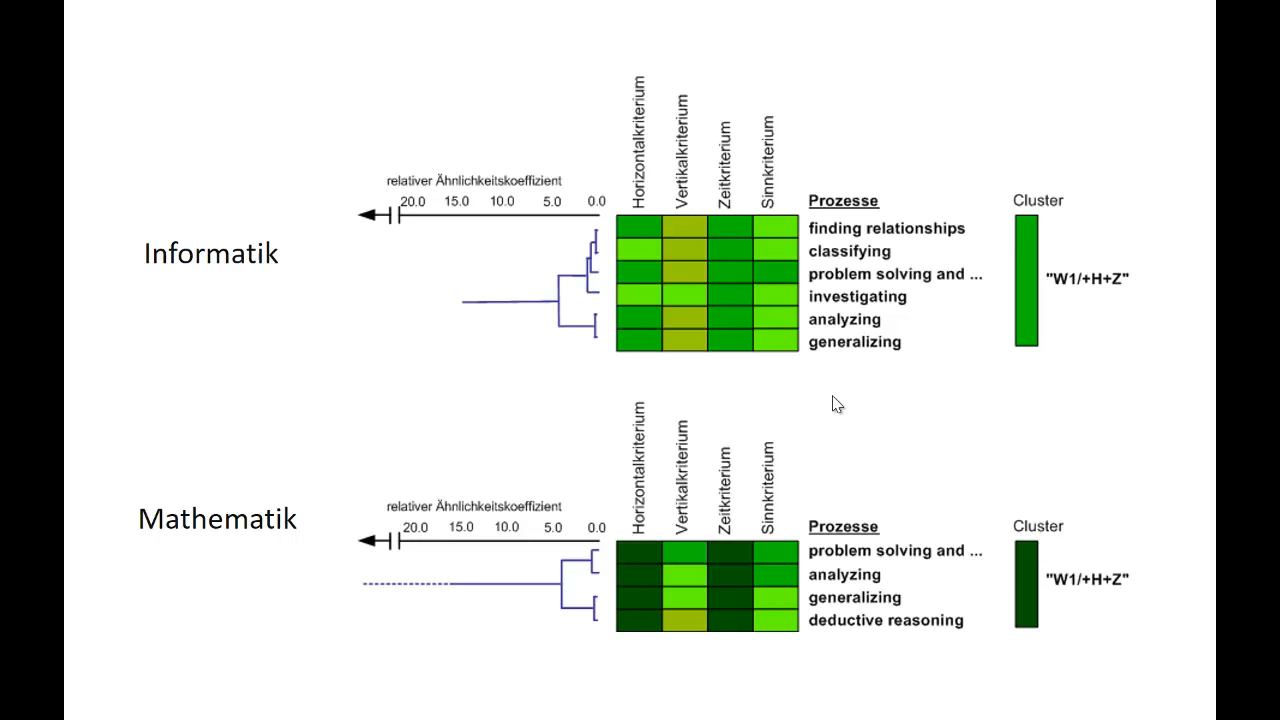 Informatik
relativer Ähnlichkeitskoeffizient
20.0 15.0 10.0 5.0 0.0
Horizontalkriterium
Vertikalkriterium
Zeitkriterium
Sinnkriterium
Prozesse
finding relationships
classifying
problem solving and ...
investigating
analyzing
generalizing
Cluster
"W1/+H+Z"
Mathematik
relativer Ähnlichkeitskoeffizient
20.0 15.0 10.0 5.0 0.0
Horizontalkriterium
Vertikalkriterium
Zeitkriterium
Sinnkriterium
Prozesse
problem solving and ...
analyzing
generalizing
deductive reasoning
Cluster
"W1/+H+Z"